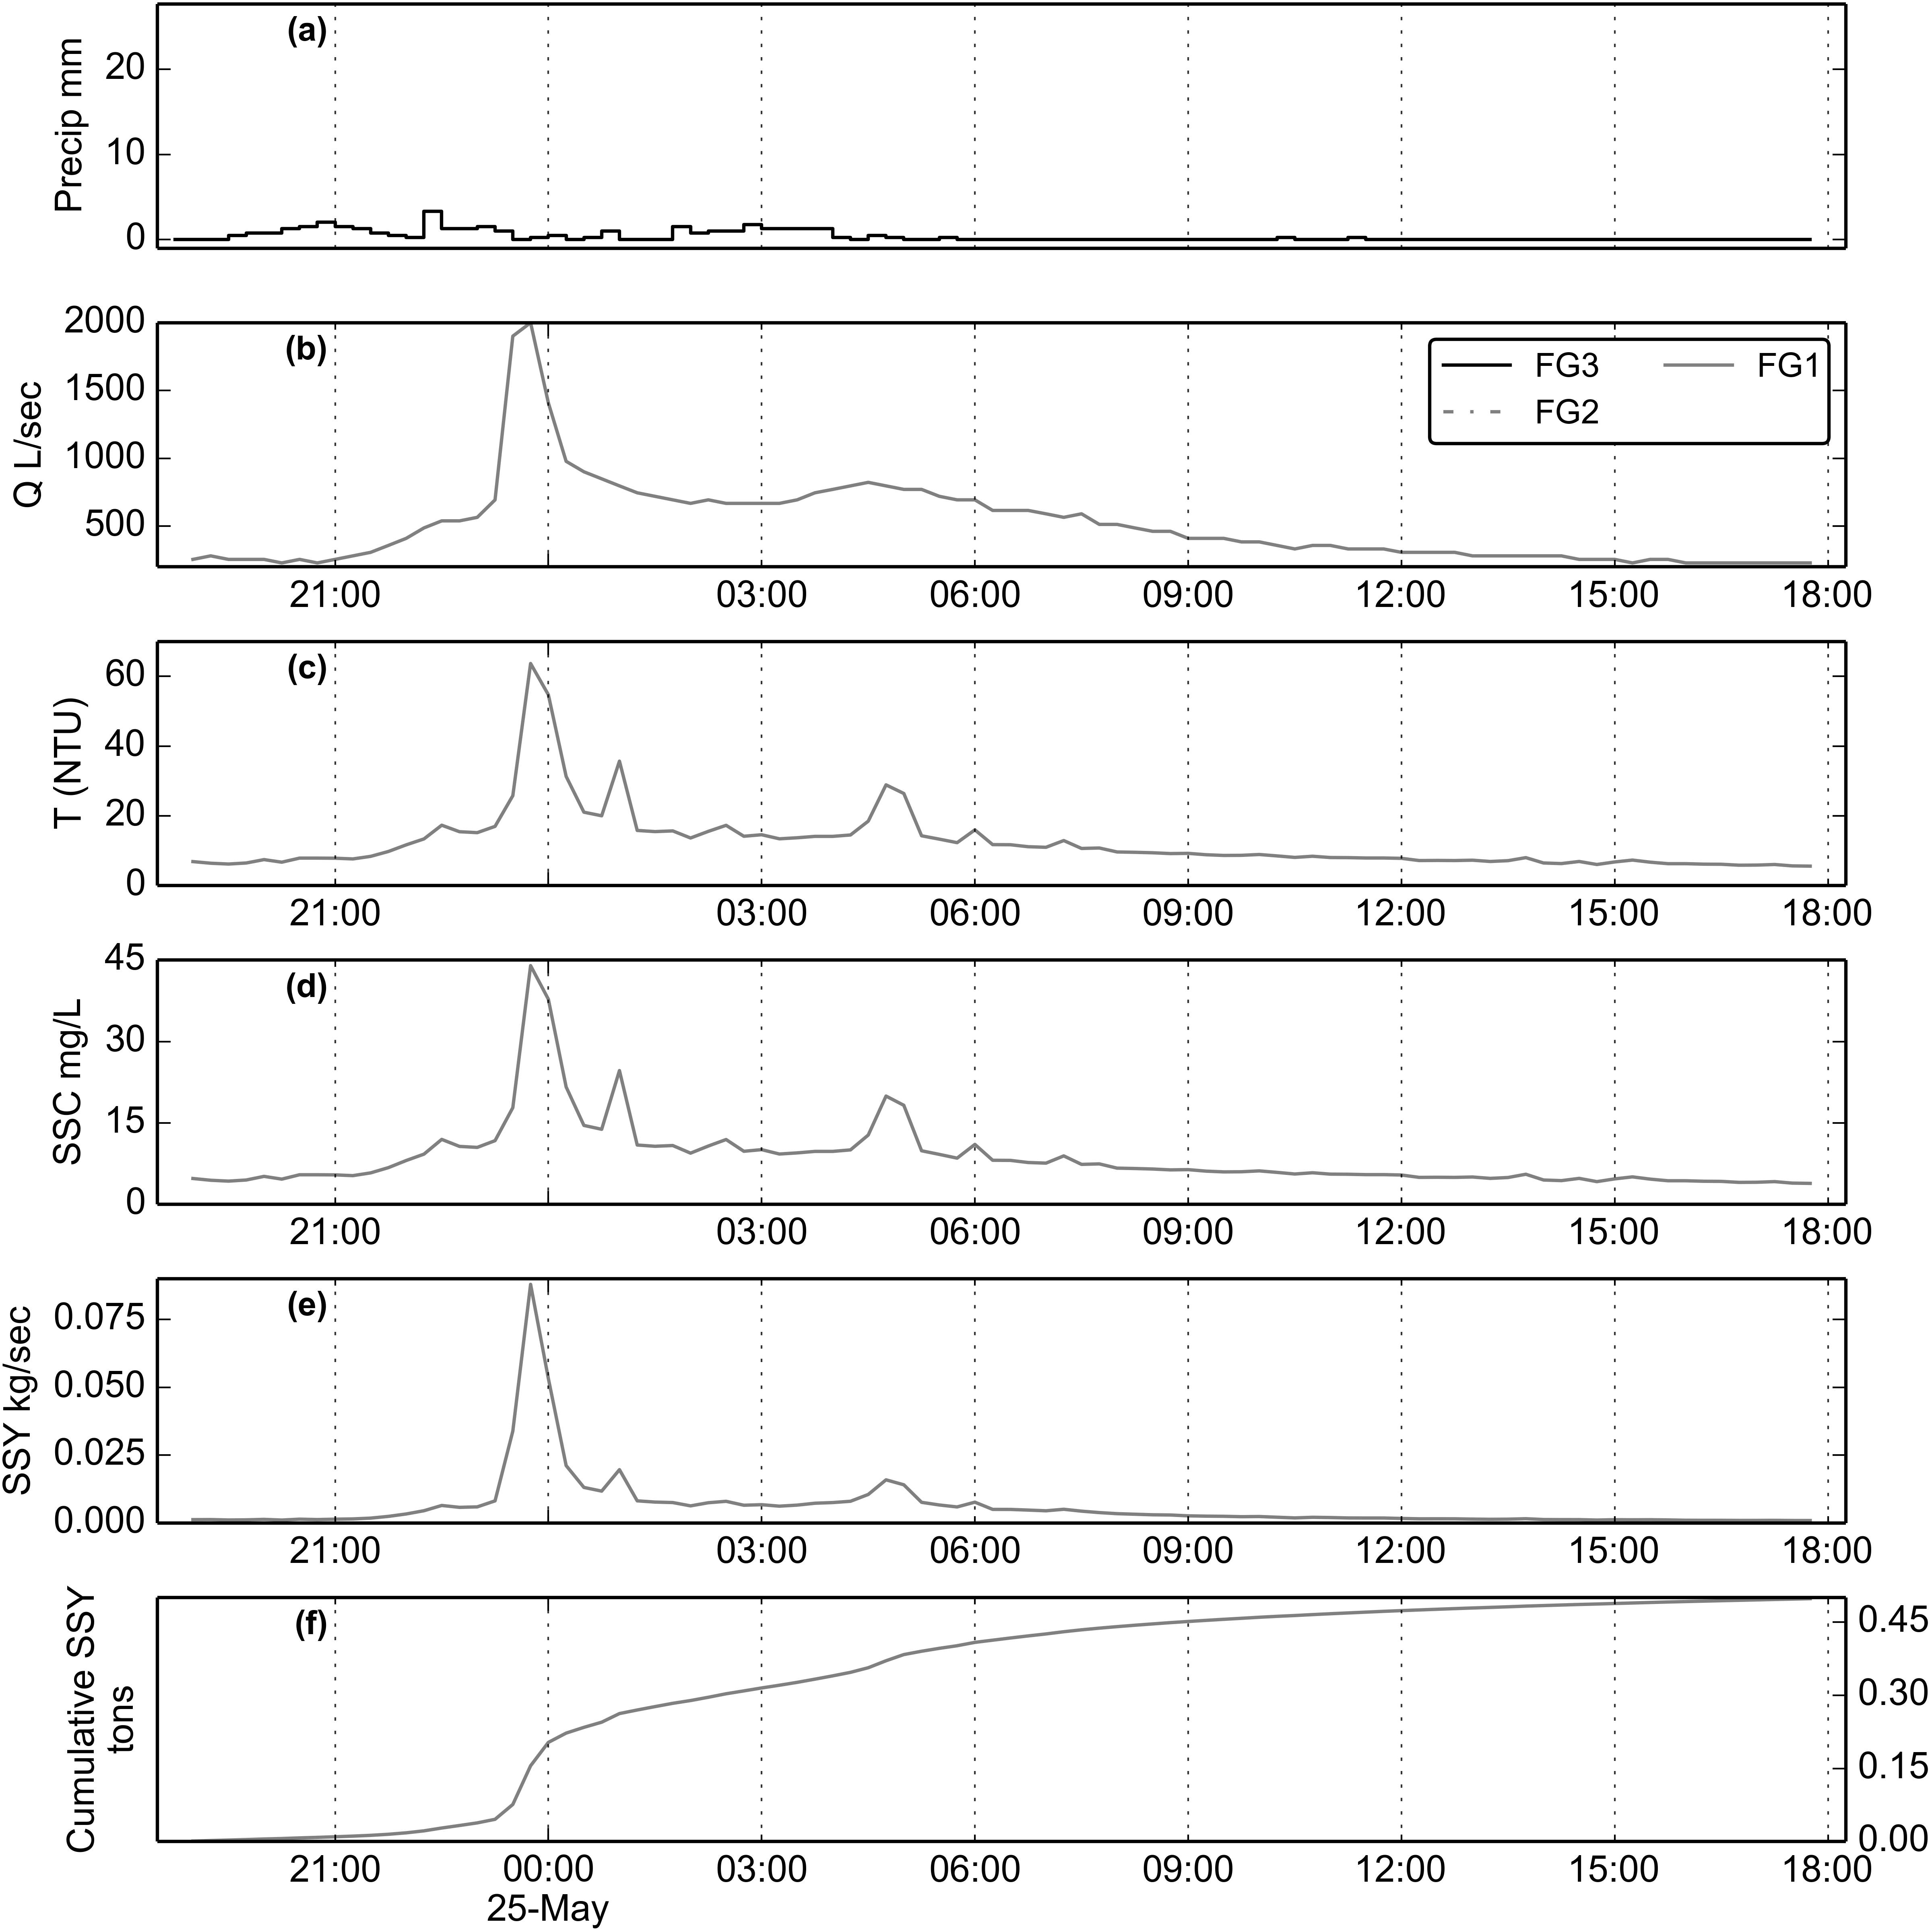 (a)
Precip mm
20
10
0
(b)
Q L/sec
2000
1500
1000
500
FG3 FG1
FG2
21:00 03:00 06:00 09:00 12:00 15:00 18:00
(c)
T (NTU)
60
40
20
0
21:00 03:00 06:00 09:00 12:00 15:00 18:00
(d)
SSC mg/L
45
30
15
0
21:00 03:00 06:00 09:00 12:00 15:00 18:00
(e)
SSY kg/sec
0.075
0.050
0.025
0.000
21:00 03:00 06:00 09:00 12:00 15:00 18:00
(f)
Cumulative SSY
tons
0.45
0.30
0.15
0.00
21:00 00:00 03:00 06:00 09:00 12:00 15:00 18:00
25-May